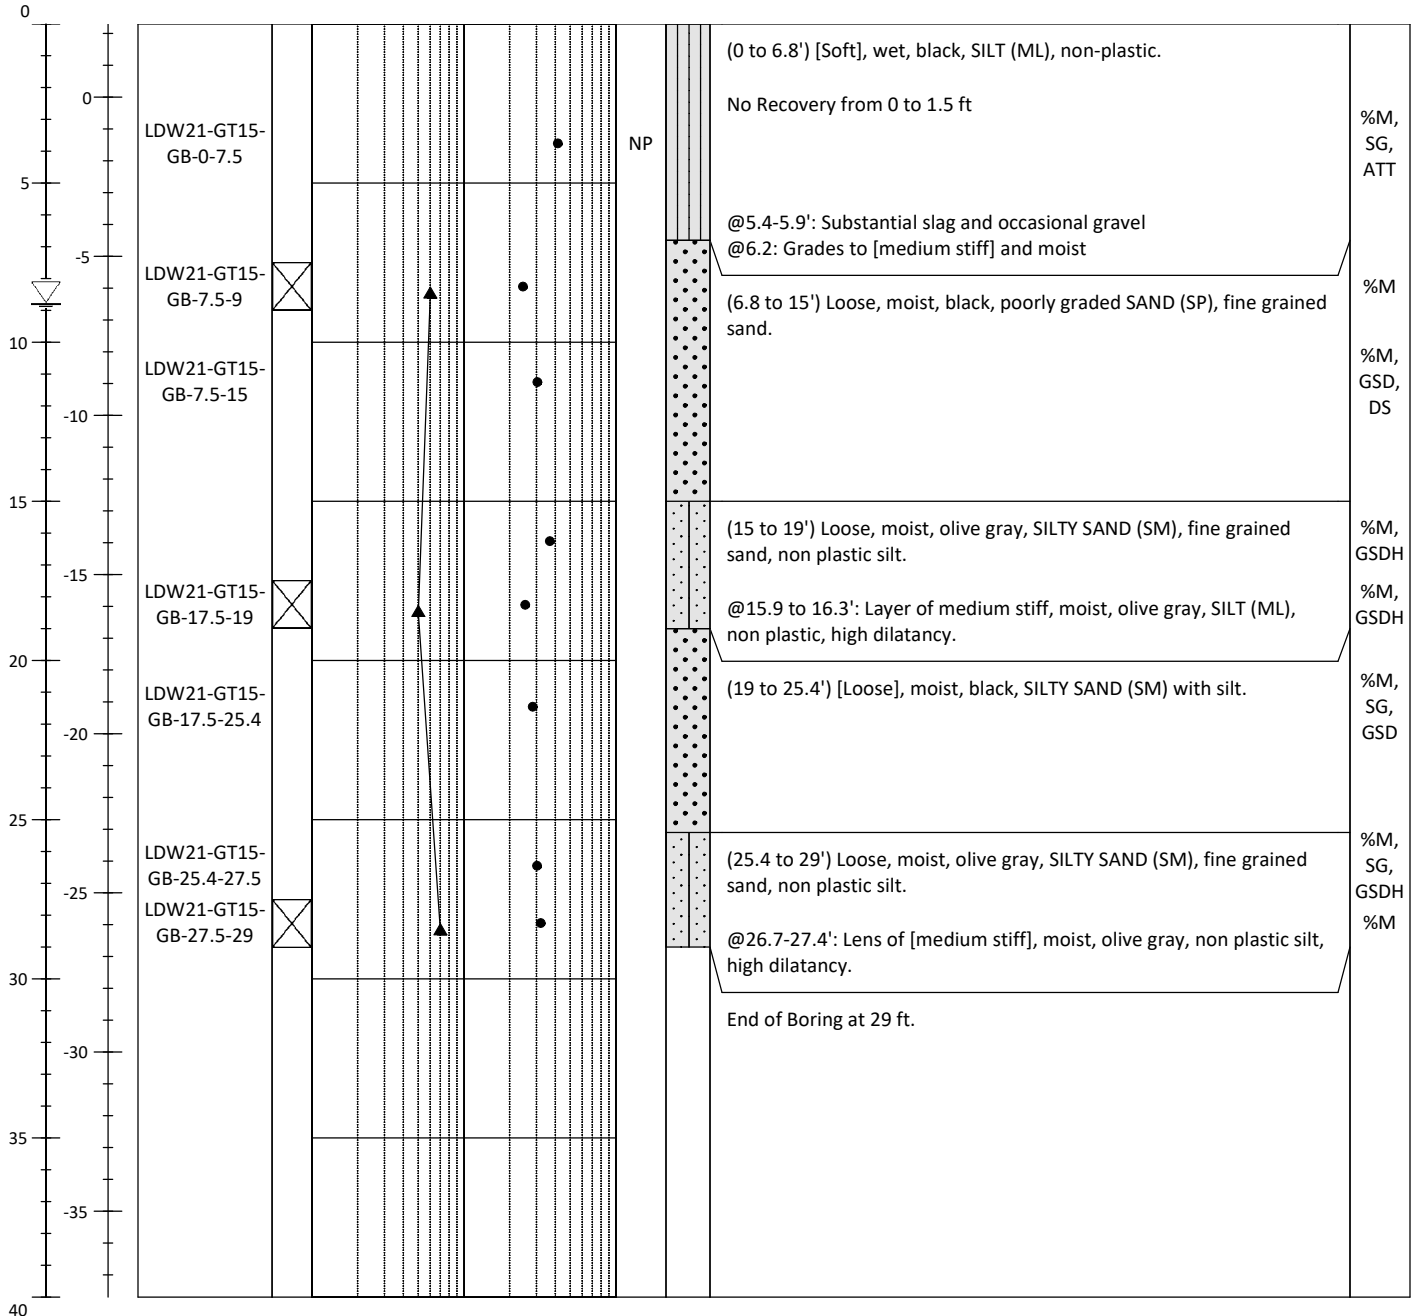 0
(0 to 6.8') [Soft], wet, black, SILT (ML), non-plastic.
0
No Recovery from 0 to 1.5 ft
LDW21-GT15-
GB-0-7.5
NP
%M,
SG,
ATT
5
@5.4-5.9': Substantial slag and occasional gravel
@6.2: Grades to [medium stiff] and moist
-5
LDW21-GT15-
GB-7.5-9
%M
(6.8 to 15') Loose, moist, black, poorly graded SAND (SP), fine grained
sand.
10
LDW21-GT15-
GB-7.5-15
%M,
GSD,
DS
-10
15
(15 to 19') Loose, moist, olive gray, SILTY SAND (SM), fine grained
sand, non plastic silt.
%M,
GSDH
-15
LDW21-GT15-
GB-17.5-19
@15.9 to 16.3': Layer of medium stiff, moist, olive gray, SILT (ML),
non plastic, high dilatancy.
%M,
GSDH
20
LDW21-GT15-
GB-17.5-25.4
(19 to 25.4') [Loose], moist, black, SILTY SAND (SM) with silt.
%M,
SG,
GSD
-20
25
LDW21-GT15-
GB-25.4-27.5
(25.4 to 29') Loose, moist, olive gray, SILTY SAND (SM), fine grained
sand, non plastic silt.
%M,
SG,
GSDH
-25
LDW21-GT15-
GB-27.5-29
%M
@26.7-27.4': Lens of [medium stiff], moist, olive gray, non plastic silt,
high dilatancy.
30
End of Boring at 29 ft.
-30
35
-35
40